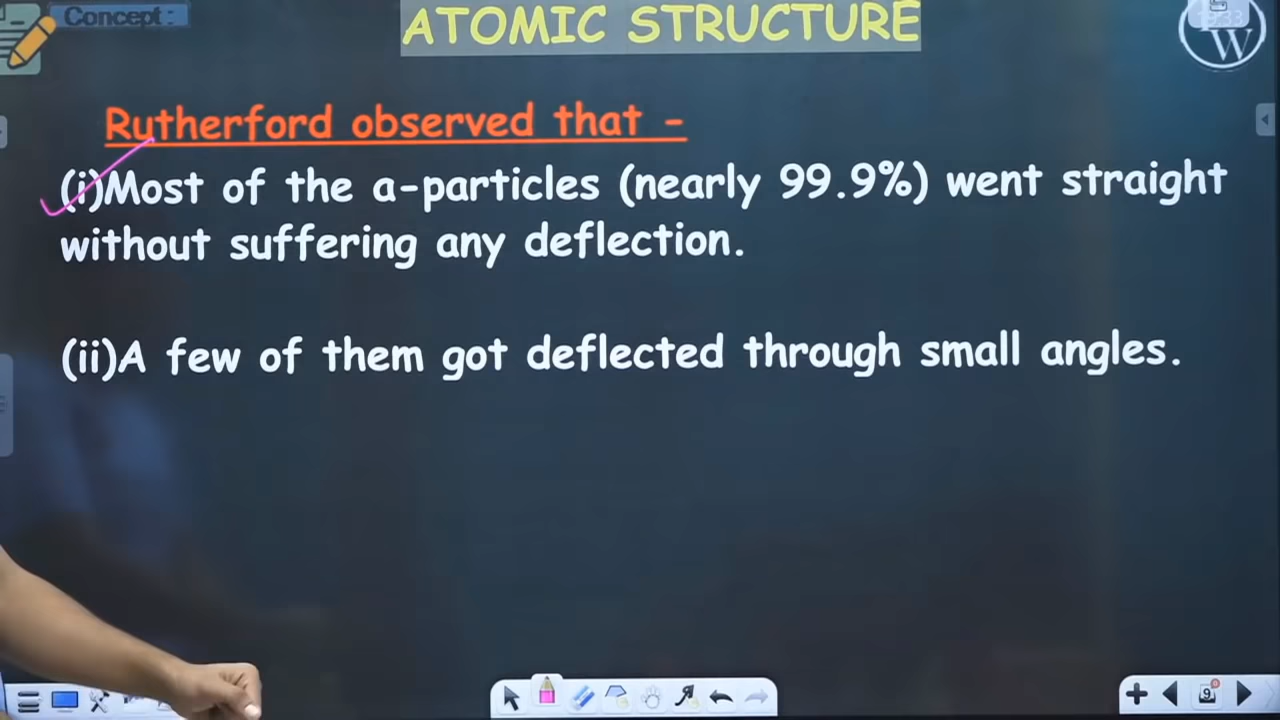 Concept :
ATOMIC STRUCTURE
W
Rutherford observed that -
(i)Most of the a-particles (nearly 99.9%) went straight
without suffering any deflection.
(ii)A few of them got deflected through small angles.
9